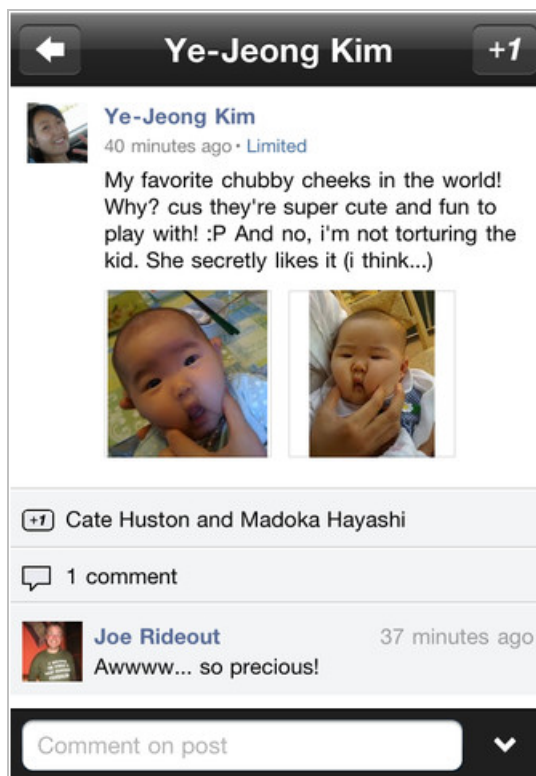 Ye-Jeong Kim
+1
Ye-Jeong Kim
40 minutes ago · Limited
My favorite chubby cheeks in the world!
Why? cus they're super cute and fun to
play with! :P And no, i'm not torturing the
kid. She secretly likes it (i think...)
+1 Cate Huston and Madoka Hayashi
1 comment
Joe Rideout 37 minutes ago
Awwww... so precious!
Comment on post